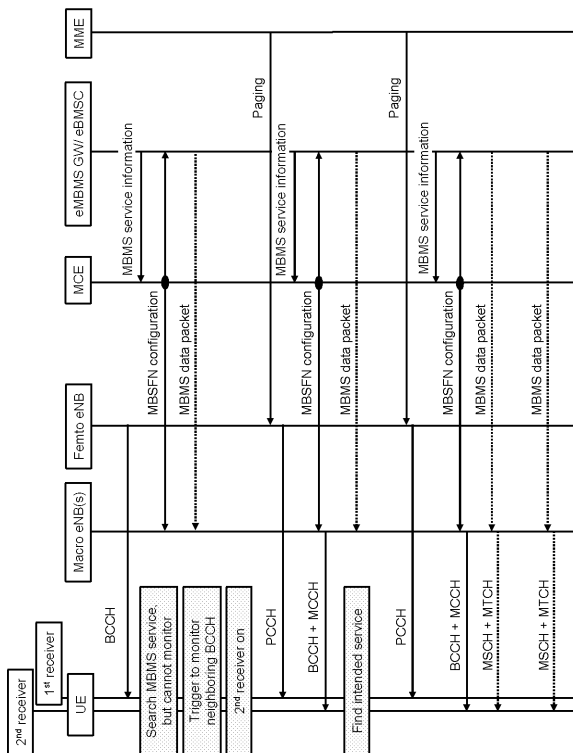 2nd receiver
1st receiver
UE
Macro eNB(s)
Femto eNB
MCE
eMBMS GW/ eBMSC
MME
BCCH
MBMS service information
Search MBMS service,
but cannot monitor
MBSFN configuration
MBMS data packet
Trigger to monitor
neighboring BCCH
2nd receiver on
Paging
PCCH
MBMS service information
BCCH + MCCH
MBSFN configuration
MBMS data packet
Find intended service
Paging
PCCH
MBMS service information
BCCH + MCCH
MBSFN configuration
MSCH + MTCH
MBMS data packet
MSCH + MTCH
MBMS data packet